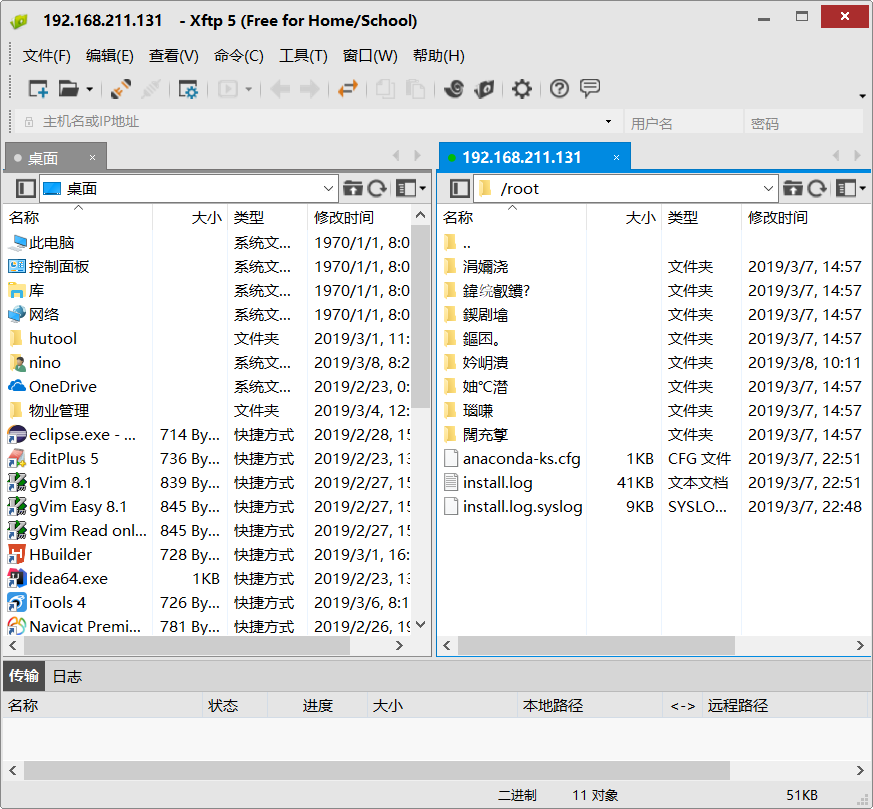 192.168.211.131 - Xftp 5 (Free for Home/School)
文件(F) 编辑(E) 查看(V) 命令(C) 工具(T) 窗口(W) 帮助(H)
主机名或IP地址 用户名 密码
桌面 ×
桌面
名称 大小 类型 修改时间
此电脑 系统文... 1970/1/1, 8:0
控制面板 系统文... 1970/1/1, 8:0
库 系统文... 1970/1/1, 8:0
网络 系统文... 1970/1/1, 8:0
hutool 文件夹 2019/3/1, 11:
nino 系统文... 2019/3/8, 8:2
OneDrive 系统文... 2019/2/23, 0:
物业管理 文件夹 2019/3/4, 12:
eclipse.exe - ... 714 By... 快捷方式 2019/2/28, 15
EditPlus 5 736 By... 快捷方式 2019/2/23, 13
gVim 8.1 839 By... 快捷方式 2019/2/27, 15
gVim Easy 8.1 845 By... 快捷方式 2019/2/27, 15
gVim Read onl... 845 By... 快捷方式 2019/2/27, 15
HBuilder 728 By... 快捷方式 2019/3/1, 16:
idea64.exe 1KB 快捷方式 2019/2/23, 13
iTools 4 726 By... 快捷方式 2019/3/6, 8:1
Navicat Premi... 781 By... 快捷方式 2019/2/26, 19
192.168.211.131 ×
/root
名称 大小 类型 修改时间
..
涓嬭浇 文件夹 2019/3/7, 14:57
文件夹 2019/3/7, 14:57
文件夹 2019/3/7, 14:57
文件夹 2019/3/7, 14:57
妗岄潰 文件夹 2019/3/8, 10:11
文件夹 2019/3/7, 14:57
文件夹 2019/3/7, 14:57
文件夹 2019/3/7, 14:57
anaconda-ks.cfg 1KB CFG 文件 2019/3/7, 22:51
install.log 41KB 文本文档 2019/3/7, 22:51
install.log.syslog 9KB SYSLO... 2019/3/7, 22:48
传输 日志
名称 状态 进度 大小 本地路径 <-> 远程路径
二进制 11 对象 51KB